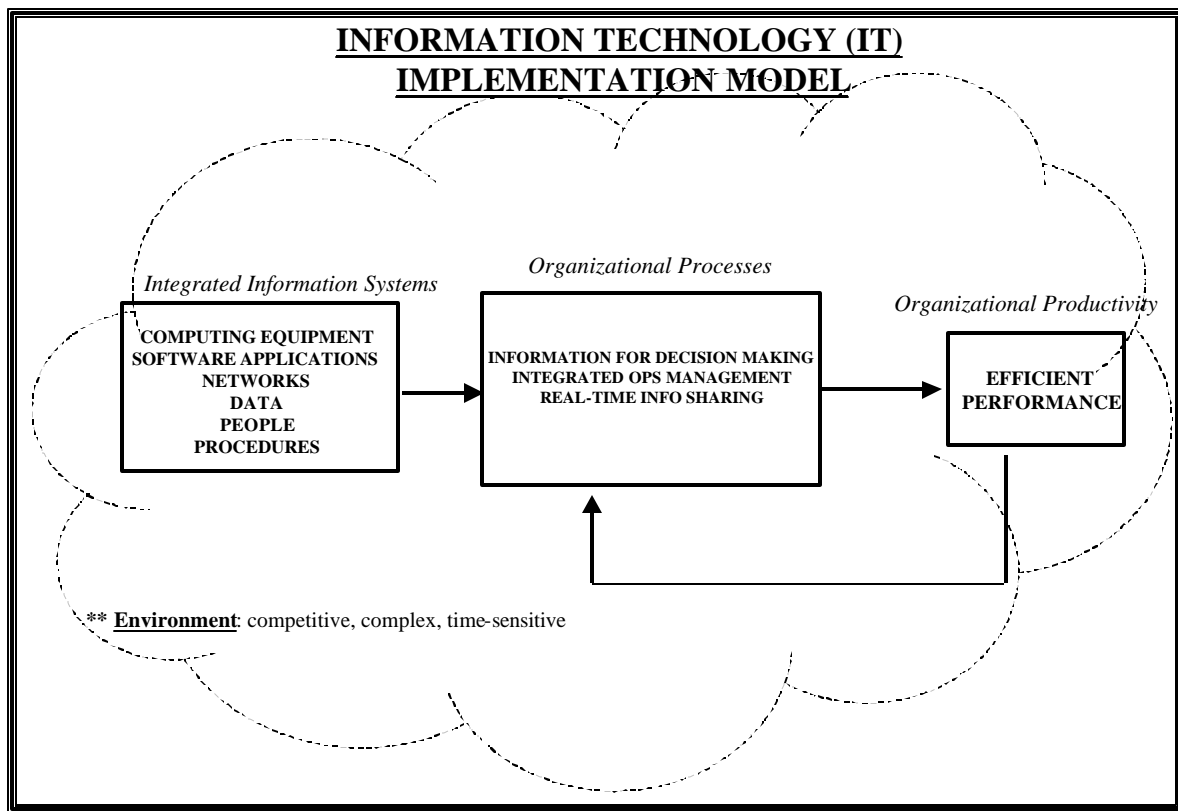 INFORMATION TECHNOLOGY (IT)
IMPLEMENTATION MODEL
Integrated Information Systems
COMPUTING EQUIPMENT
SOFTWARE APPLICATIONS
NETWORKS
DATA
PEOPLE
PROCEDURES
Organizational Processes
INFORMATION FOR DECISION MAKING
INTEGRATED OPS MANAGEMENT
REAL-TIME INFO SHARING
Organizational Productivity
EFFICIENT
PERFORMANCE
** Environment: competitive, complex, time-sensitive